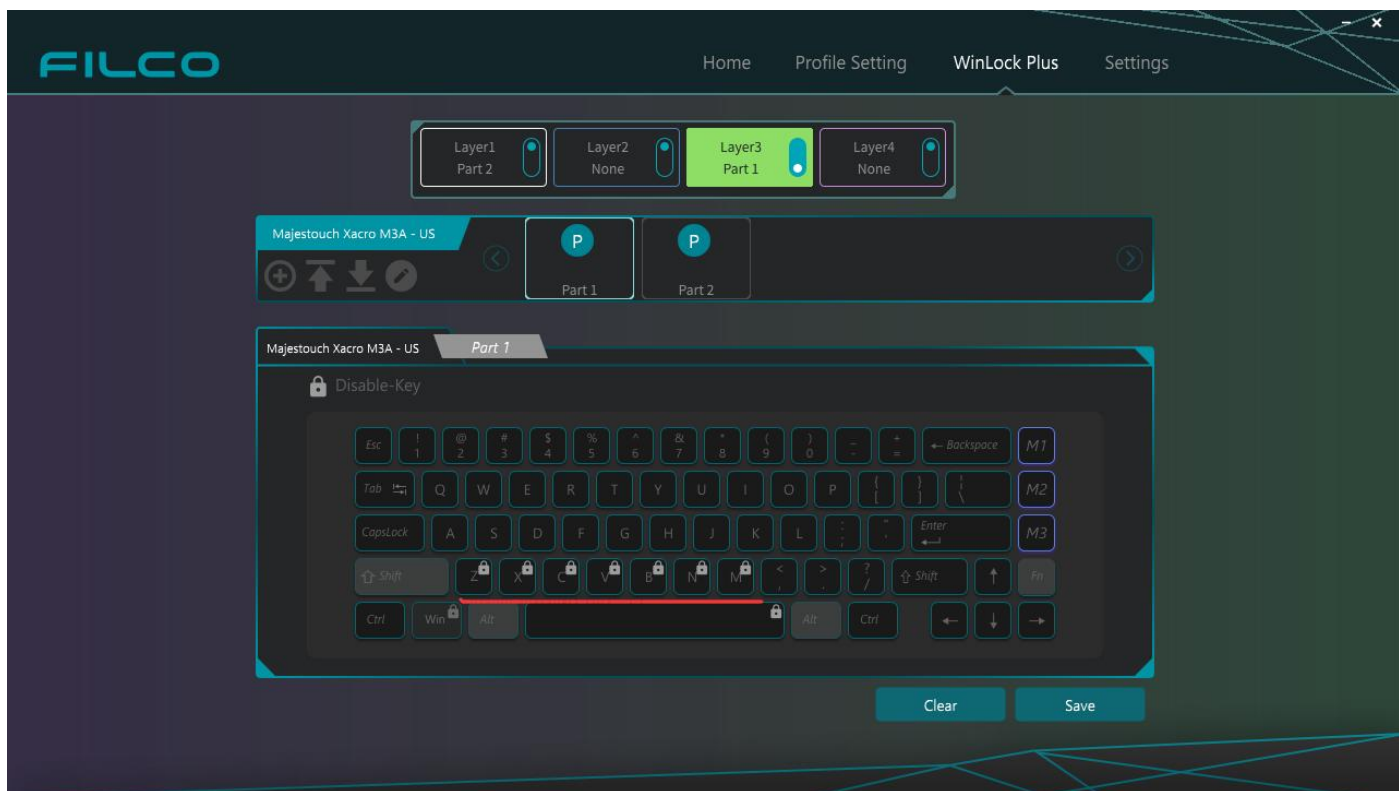 FILCO
Home Profile Setting WinLock Plus Settings
Layer1 Layer2 Layer3 Layer4
Part 2 None Part 1 None
Majestouch Xacro M3A - US
P P
Part 1 Part 2
Majestouch Xacro M3A - US Part 1
Disable-Key
Esc ! @ # $ % ^ & * ( ) _ + ← Backspace M1
1 2 3 4 5 6 7 8 9 0 - =
Tab Q W E R T Y U I O P { } ¦ M2
[ ] \
CapsLock A S D F G H J K L : " Enter M3
; '
Shift Z X C V B N M < > ? Shift ↑ Fn
, . /
Ctrl Win Alt Alt Ctrl ← ↓ →
Clear Save